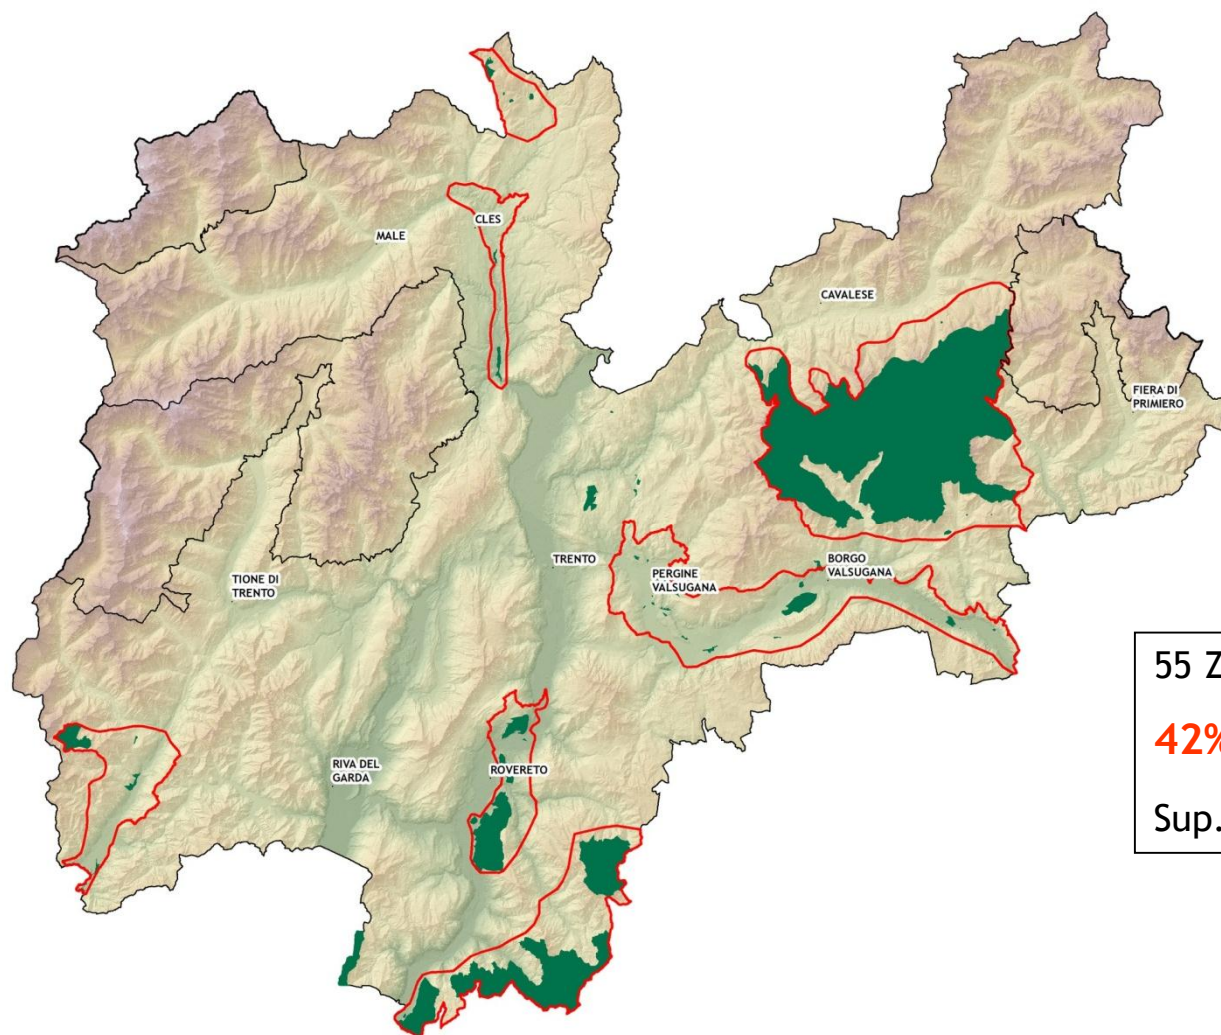 CLES
MALE
CAVALESE
FIERA DI
PRIMIERO
TRENTO
BORGO
VALSUGANA
PERGINE
VALSUGANA
TIONE DI
TRENTO
55 Z
42%
Sup.
RIVA DEL
GARDA
ROVERETO